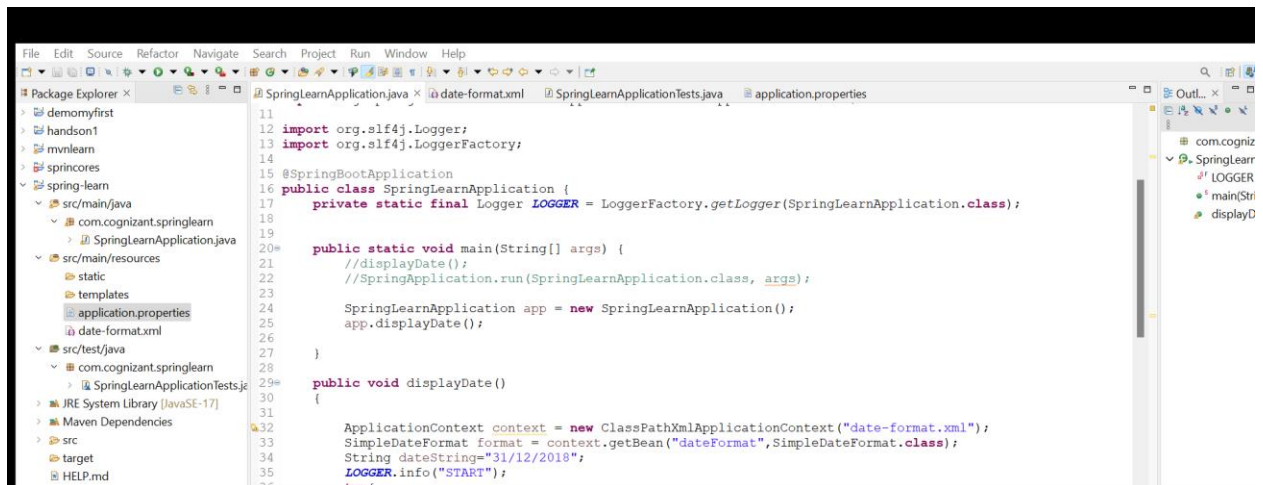 File Edit Source Refactor Navigate Search Project Run Window Help
Package Explorer ×
demomyfirst
handson1
mvnlearn
sprincores
spring-learn
src/main/java
com.cognizant.springlearn
SpringLearnApplication.java
src/main/resources
static
templates
application.properties
date-format.xml
src/test/java
com.cognizant.springlearn
SpringLearnApplicationTests.ja
JRE System Library [JavaSE-17]
Maven Dependencies
src
target
HELP.md
SpringLearnApplication.java × date-format.xml SpringLearnApplicationTests.java application.properties
11
12 import org.slf4j.Logger;
13 import org.slf4j.LoggerFactory;
14
15 @SpringBootApplication
16 public class SpringLearnApplication {
17 private static final Logger LOGGER = LoggerFactory.getLogger(SpringLearnApplication.class);
18
19
20 public static void main(String[] args) {
21 //displayDate();
22 //SpringApplication.run(SpringLearnApplication.class, args);
23
24 SpringLearnApplication app = new SpringLearnApplication();
25 app.displayDate();
26
27 }
28
29 public void displayDate()
30 {
31
32 ApplicationContext context = new ClassPathXmlApplicationContext("date-format.xml");
33 SimpleDateFormat format = context.getBean("dateFormat",SimpleDateFormat.class);
34 String dateString="31/12/2018";
35 LOGGER.info("START");
Outl... ×
com.cogniz
SpringLearn
LOGGER
main(Stri
displayD